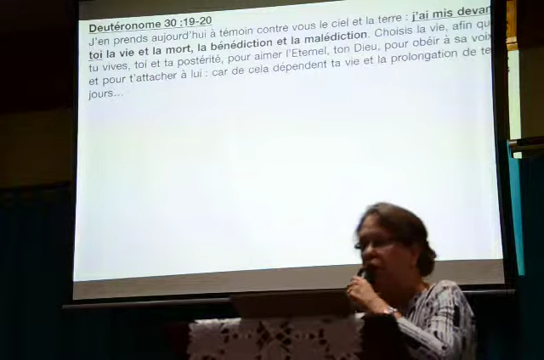 Deutéronome 30 :19-20
J'en prends aujourd'hui à témoin contre vous le ciel et la terre : j'ai mis devan
toi la vie et la mort, la bénédiction et la malédiction. Choisis la vie, afin qu
tu vives, toi et ta postérité, pour aimer l'Eternel, ton Dieu, pour obéir à sa voix
et pour t'attacher à lui : car de cela dépendent ta vie et la prolongation de te
jours...